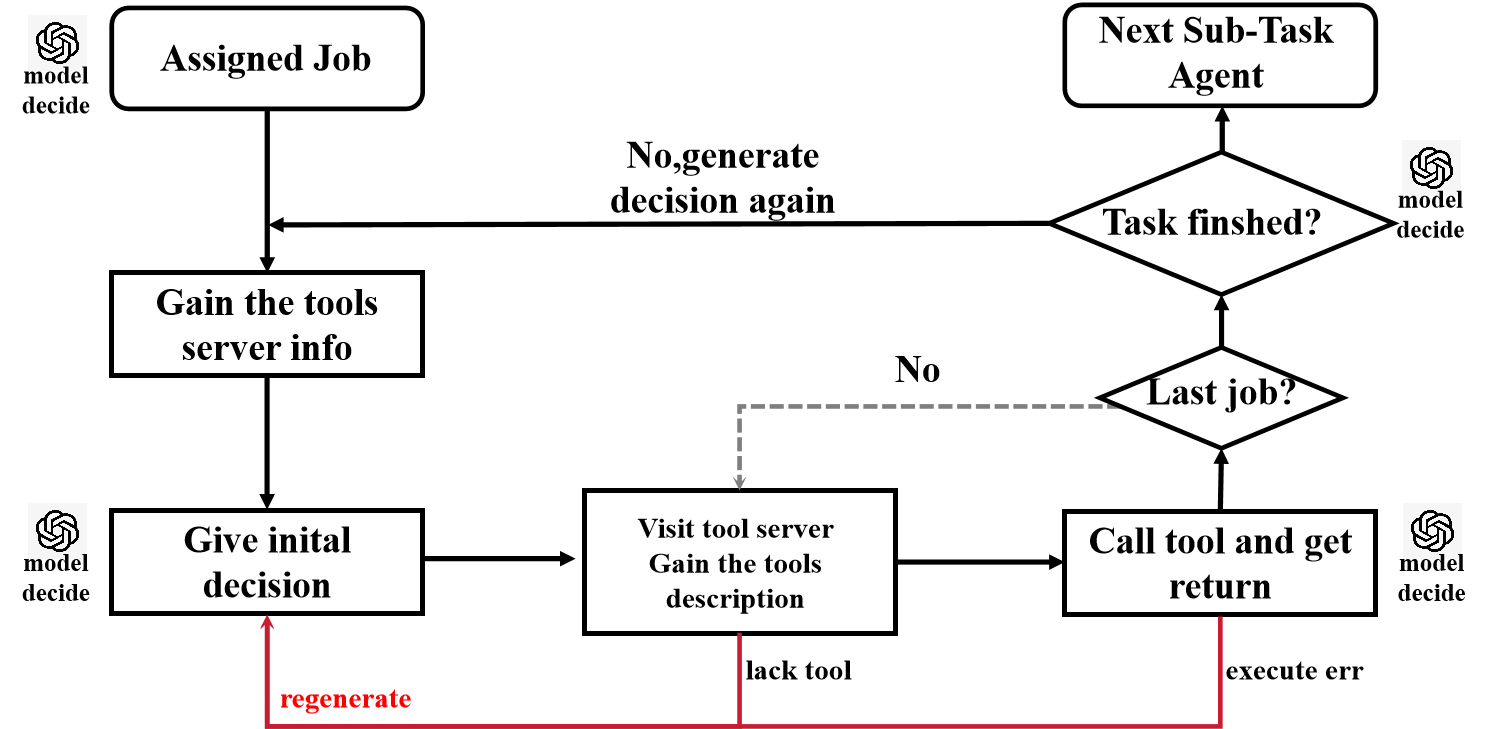 model
decide
Assigned Job
Next Sub-Task
Agent
No,generate
decision again
Task finshed?
model
decide
Gain the tools
server info
No
Last job?
model
decide
Give inital
decision
Visit tool server
Gain the tools
description
Call tool and get
return
model
decide
regenerate
lack tool
execute err